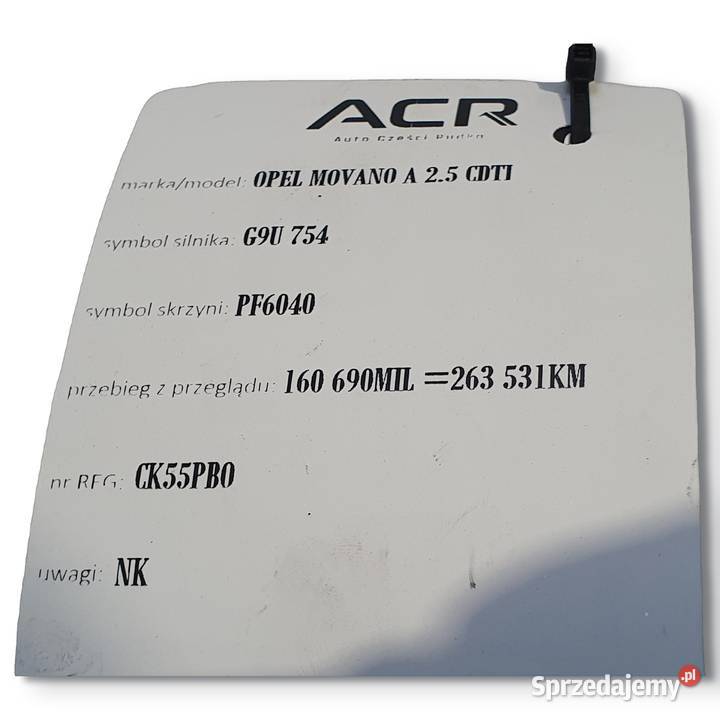 ACR
Auto Części Rudka
marka/model: OPEL MOVANO A 2.5 CDTI
symbol silnika: G9U 754
symbol skrzyni: PF6040
przebieg z przeglądu: 160 690MIL =263 531KM
nr REG: CK55PBO
uwagi: NK
Sprzedajemy.pl